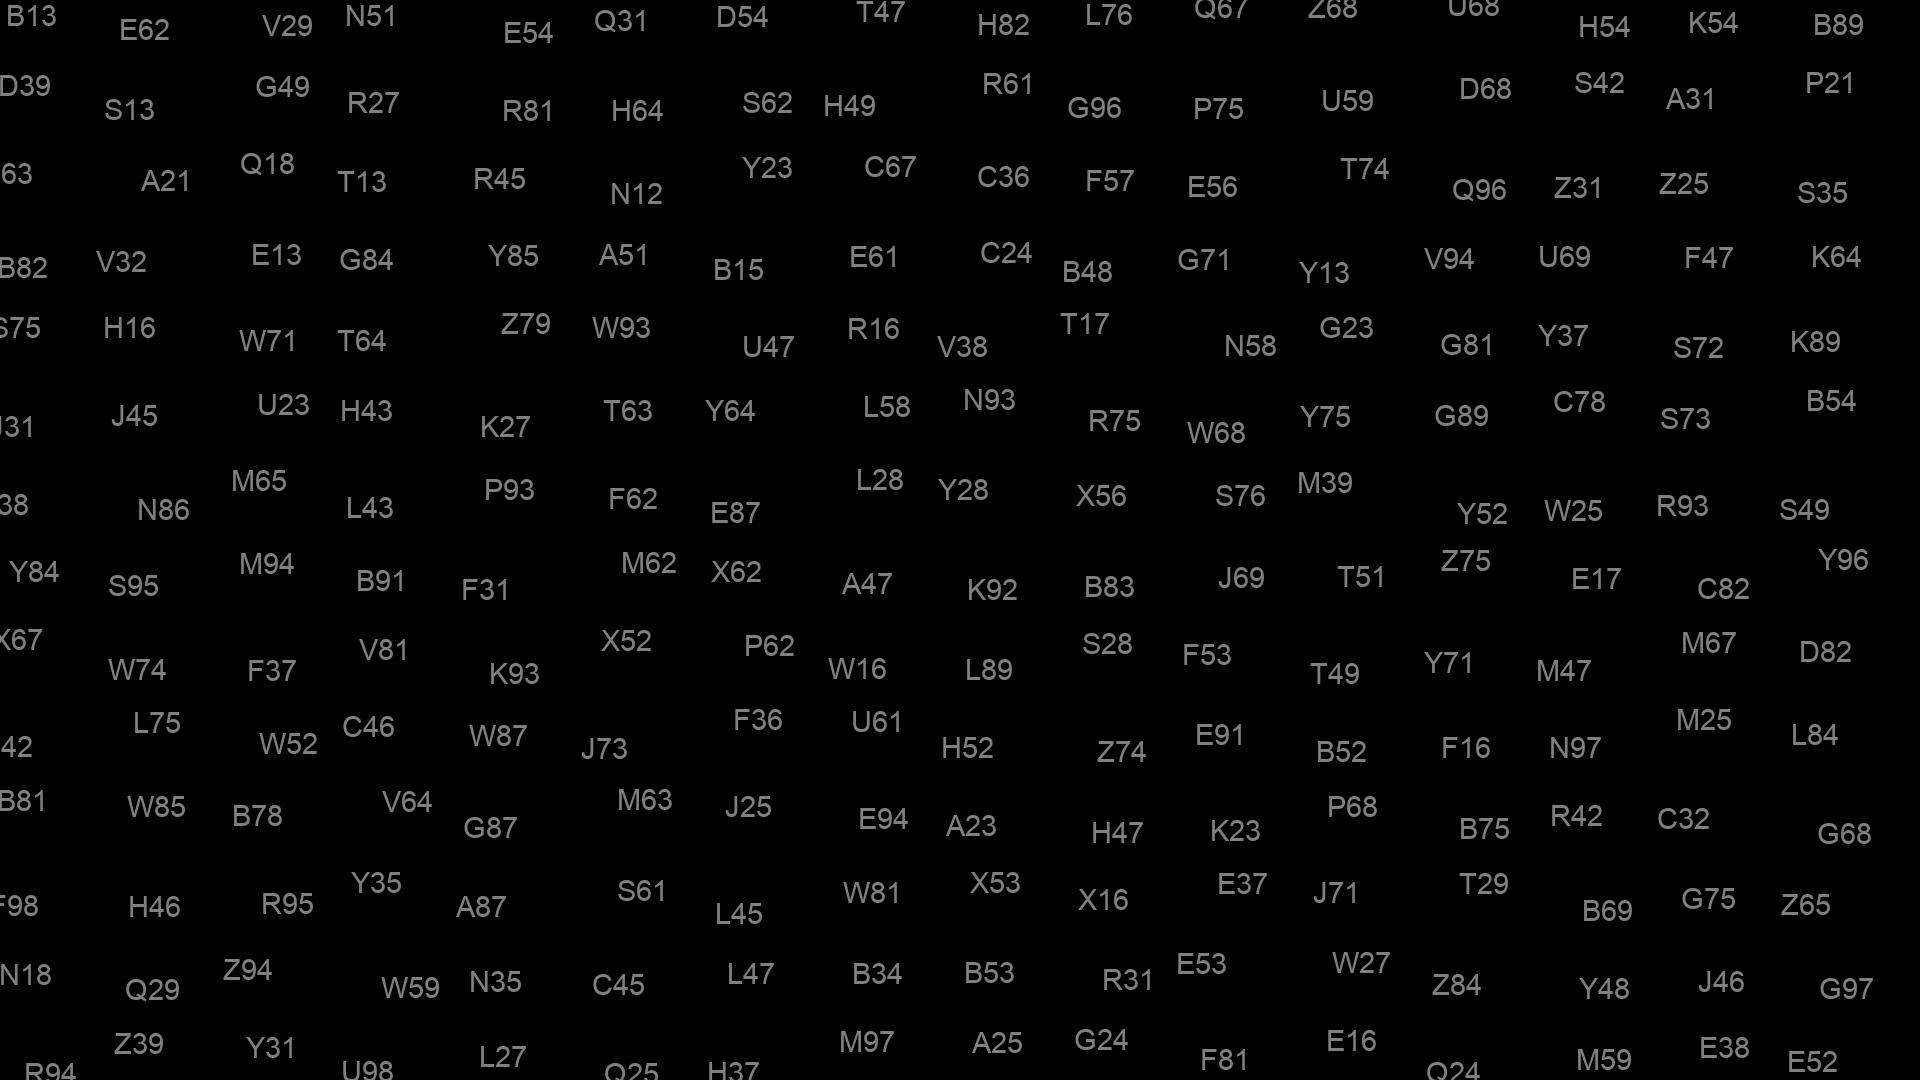 B13 E62 V29 N51 E54 Q31 D54 T47 H82 L76 Q67 Z68 U68 H54 K54 B89
D39 S13 G49 R27 R81 H64 S62 H49 R61 G96 P75 U59 D68 S42 A31 P21
63 A21 Q18 T13 R45 N12 Y23 C67 C36 F57 E56 T74 Q96 Z31 Z25 S35
B82 V32 E13 G84 Y85 A51 B15 E61 C24 B48 G71 Y13 V94 U69 F47 K64
S75 H16 W71 T64 Z79 W93 U47 R16 V38 T17 N58 G23 G81 Y37 S72 K89
31 J45 U23 H43 K27 T63 Y64 L58 N93 R75 W68 Y75 G89 C78 S73 B54
38 N86 M65 L43 P93 F62 E87 L28 Y28 X56 S76 M39 Y52 W25 R93 S49
Y84 S95 M94 B91 F31 M62 X62 A47 K92 B83 J69 T51 Z75 E17 C82 Y96
X67 W74 F37 V81 K93 X52 P62 W16 L89 S28 F53 T49 Y71 M47 M67 D82
42 L75 W52 C46 W87 J73 F36 U61 H52 Z74 E91 B52 F16 N97 M25 L84
B81 W85 B78 V64 G87 M63 J25 E94 A23 H47 K23 P68 B75 R42 C32 G68
F98 H46 R95 Y35 A87 S61 L45 W81 X53 X16 E37 J71 T29 B69 G75 Z65
N18 Q29 Z94 W59 N35 C45 L47 B34 B53 R31 E53 W27 Z84 Y48 J46 G97
R94 Z39 Y31 U98 L27 Q25 H37 M97 A25 G24 F81 E16 Q24 M59 E38 E52